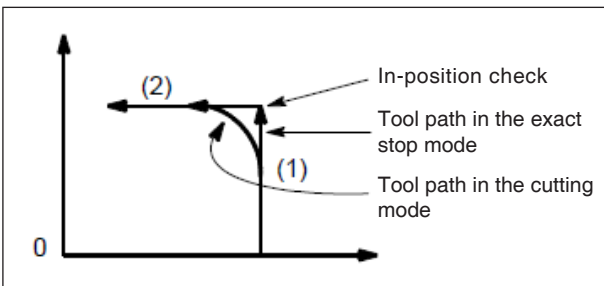 (2)
In-position check
Tool path in the exact
stop mode
(1)
Tool path in the cutting
mode
0